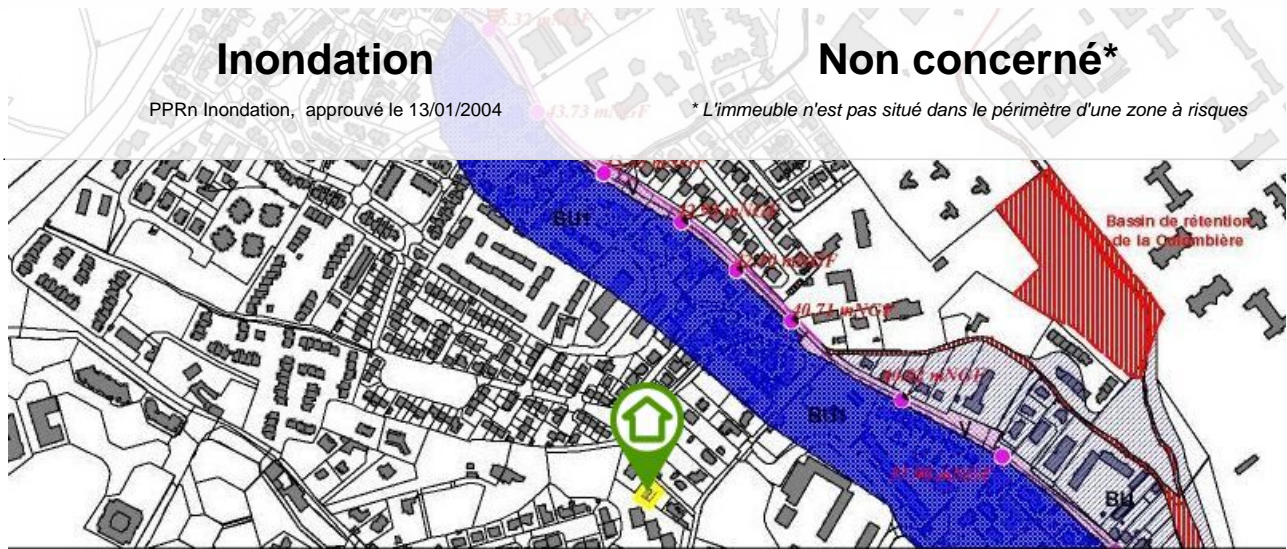 Inondation
Non concerné*
PPRn Inondation, approuvé le 13/01/2004
* L'immeuble n'est pas situé dans le périmètre d'une zone à risques
43.73 mNGF
BU1
Bassin de rétention
de la Colombière
40.71 mNGF
BU1
V
BU